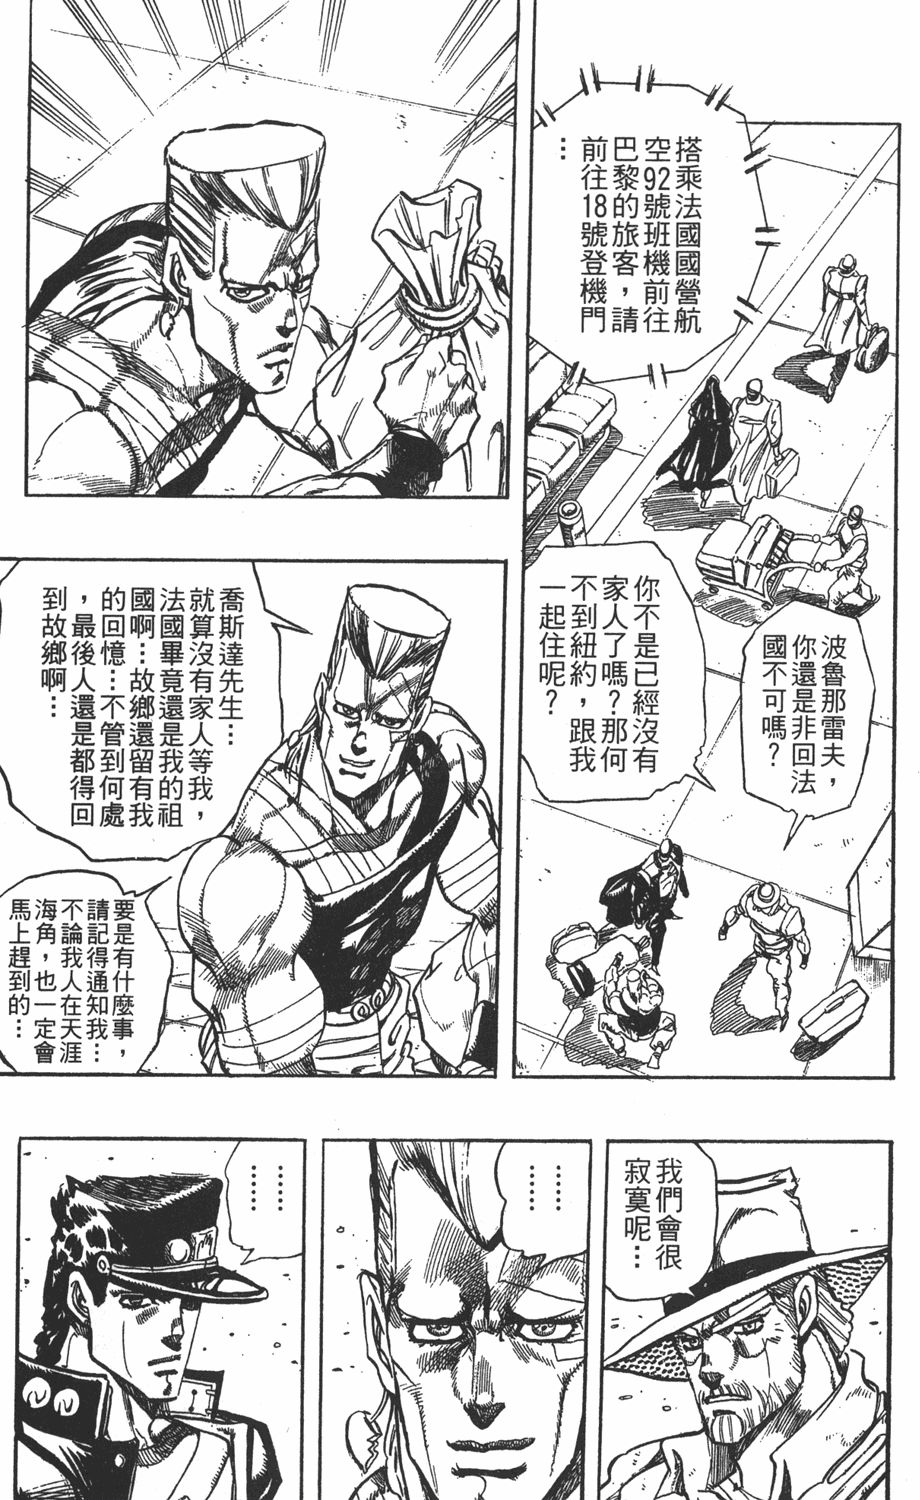 搭乘法國國營航
空92號班機前往
巴黎的旅客，請
前往18號登機門
…
波魯那雷夫，
你還是非回法
國不可嗎？
你不是已經沒有
家人了嗎？那何
不到紐約，跟我
一起住呢？
喬斯達先生…
就算沒有家人等我，
法國畢竟還是我的祖
國啊…故鄉還留有我
的回憶…不管到何處
，最後人還是都得回
到故鄉啊…
要是有什麼事，
請記得通知我…
不論我人在天涯
海角，也一定會
馬上趕到的…
我們會很
寂寞呢…
……
……